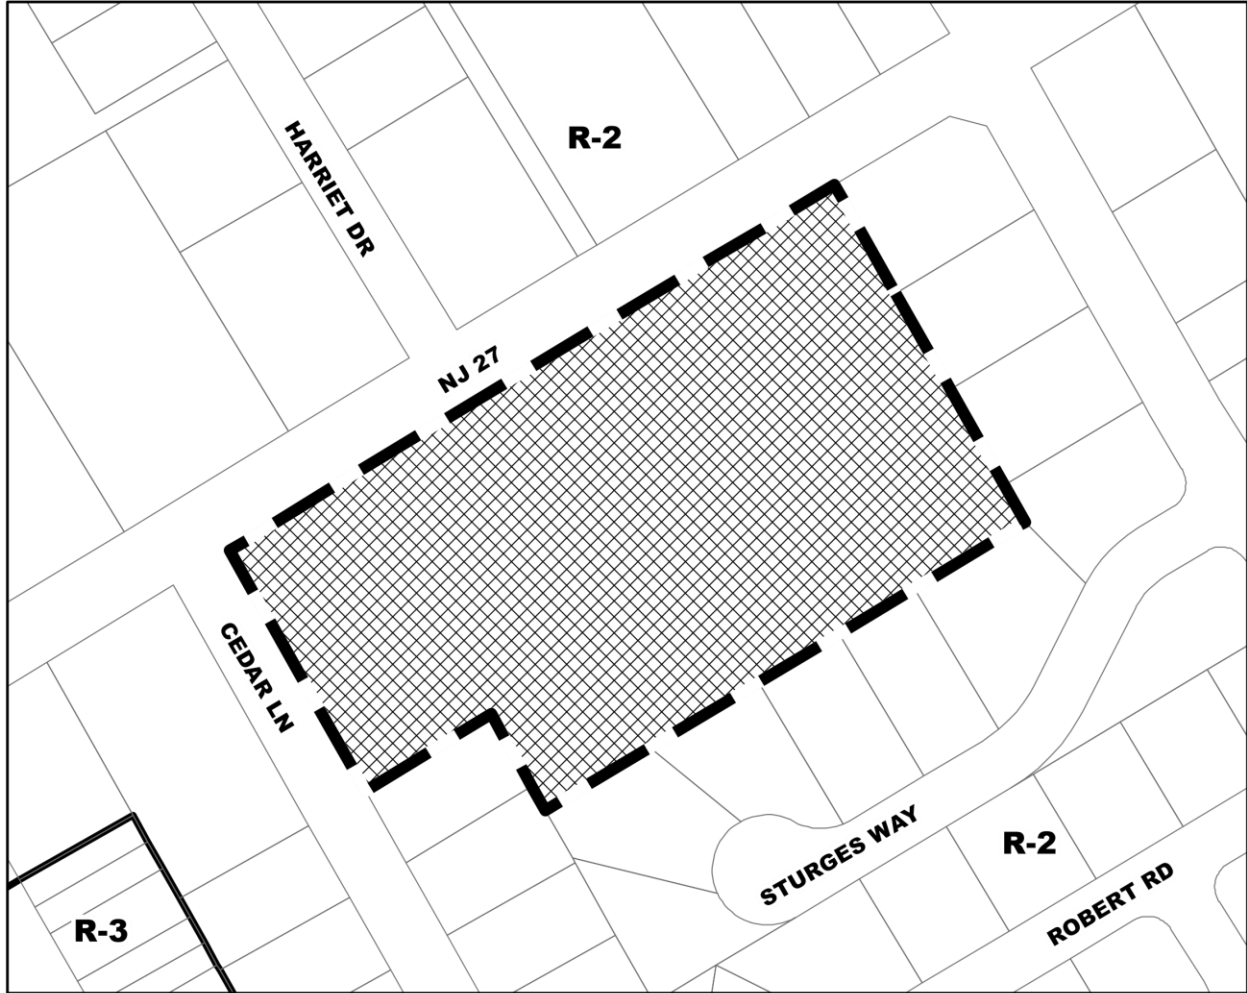 HARRIET DR
R-2
NJ 27
CEDAR LN
STURGES WAY
R-2
ROBERT RD
R-3